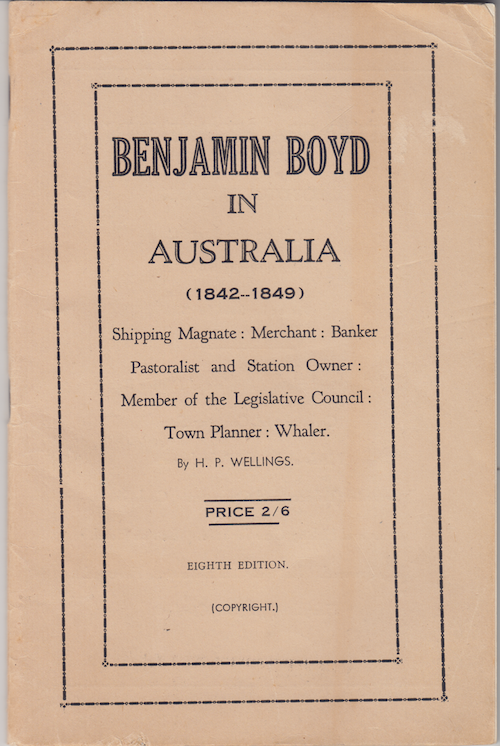 BENJAMIN BOYD
IN
AUSTRALIA
(1842--1849)
Shipping Magnate : Merchant : Banker
Pastoralist and Station Owner :
Member of the Legislative Council :
Town Planner : Whaler.
By H. P. WELLINGS.
PRICE 2/6
EIGHTH EDITION.
(COPYRIGHT.)